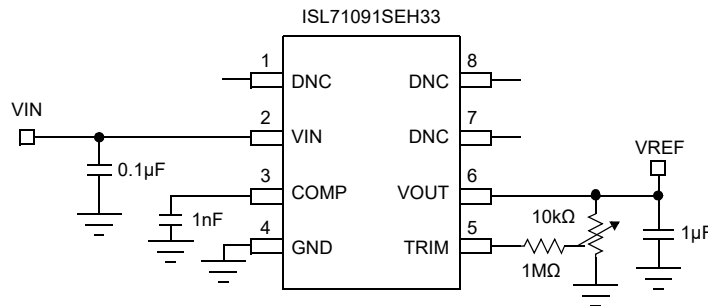 ISL71091SEH33
1
DNC
8
DNC
VIN
2
VIN
7
DNC
VREF
0.1µF
3
COMP
6
VOUT
1nF
10kΩ
4
GND
5
TRIM
1µF
1MΩ